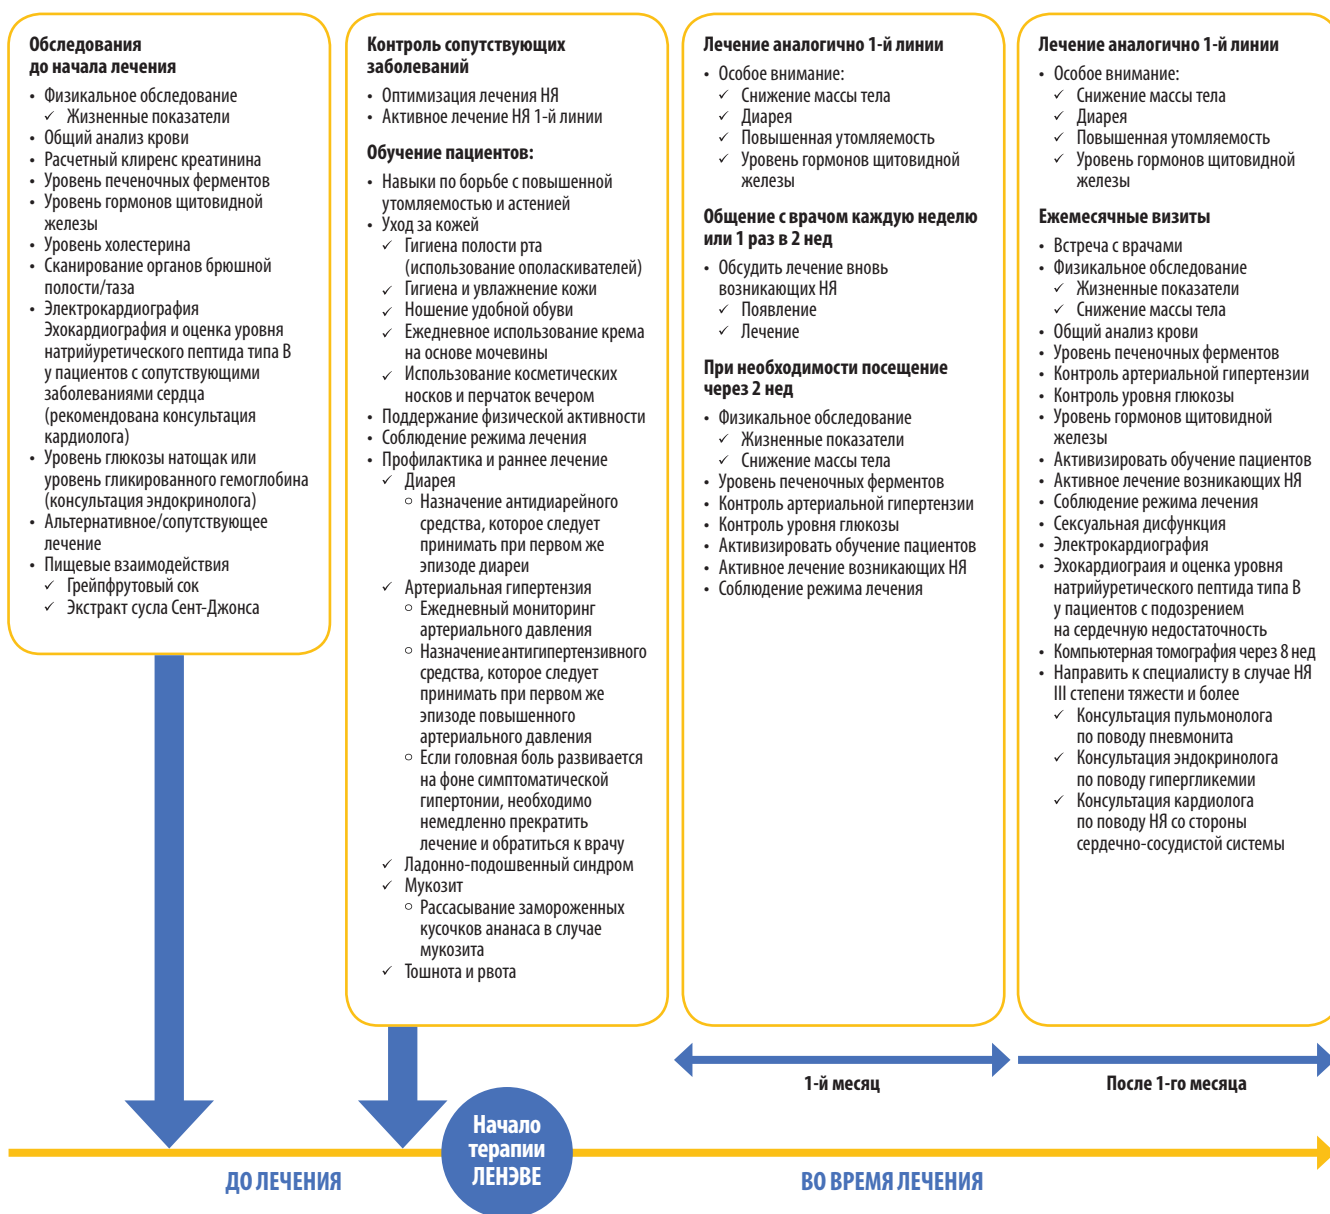 Обследования
до начала лечения
• Физикальное обследование
✓ Жизненные показатели
• Общий анализ крови
• Расчетный клиренс креатинина
• Уровень печеночных ферментов
• Уровень гормонов щитовидной
железы
• Уровень холестерина
• Сканирование органов брюшной
полости/таза
• Электрокардиография
Эхокардиография и оценка уровня
натрийуретического пептида типа В
у пациентов с сопутствующими
заболеваниями сердца
(рекомендована консультация
кардиолога)
• Уровень глюкозы натощак или
уровень гликированного гемоглобина
(консультация эндокринолога)
• Альтернативное/сопутствующее
лечение
• Пищевые взаимодействия
✓ Грейпфрутовый сок
✓ Экстракт сусла Сент-Джонса
Контроль сопутствующих
заболеваний
• Оптимизация лечения НЯ
• Активное лечение НЯ 1-й линии
Обучение пациентов:
• Навыки по борьбе с повышенной
утомляемостью и астенией
• Уход за кожей
✓ Гигиена полости рта
(использование ополаскивателей)
✓ Гигиена и увлажнение кожи
✓ Ношение удобной обуви
✓ Ежедневное использование крема
на основе мочевины
✓ Использование косметических
носков и перчаток вечером
• Поддержание физической активности
• Соблюдение режима лечения
• Профилактика и раннее лечение
✓ Диарея
○ Назначение антидиарейного
средства, которое следует
принимать при первом же
эпизоде диареи
✓ Артериальная гипертензия
○ Ежедневный мониторинг
артериального давления
○ Назначение антигипертензивного
средства, которое следует
принимать при первом же
эпизоде повышенного
артериального давления
○ Если головная боль развивается
на фоне симптоматической
гипертонии, необходимо
немедленно прекратить
лечение и обратиться к врачу
✓ Ладонно-подошвенный синдром
✓ Мукозит
○ Рассасывание замороженных
кусочков ананаса в случае
мукозита
✓ Тошнота и рвота
Лечение аналогично 1-й линии
• Особое внимание:
✓ Снижение массы тела
✓ Диарея
✓ Повышенная утомляемость
✓ Уровень гормонов щитовидной
железы
Общение с врачом каждую неделю
или 1 раз в 2 нед
• Обсудить лечение вновь
возникающих НЯ
✓ Появление
✓ Лечение
При необходимости посещение
через 2 нед
• Физикальное обследование
✓ Жизненные показатели
✓ Снижение массы тела
• Уровень печеночных ферментов
• Контроль артериальной гипертензии
• Контроль уровня глюкозы
• Активизировать обучение пациентов
• Активное лечение возникающих НЯ
• Соблюдение режима лечения
Лечение аналогично 1-й линии
• Особое внимание:
✓ Снижение массы тела
✓ Диарея
✓ Повышенная утомляемость
✓ Уровень гормонов щитовидной
железы
Ежемесячные визиты
• Встреча с врачами
• Физикальное обследование
✓ Жизненные показатели
✓ Снижение массы тела
• Общий анализ крови
• Уровень печеночных ферментов
• Контроль артериальной гипертензии
• Контроль уровня глюкозы
• Уровень гормонов щитовидной
железы
• Активизировать обучение пациентов
• Активное лечение возникающих НЯ
• Соблюдение режима лечения
• Сексуальная дисфункция
• Электрокардиография
• Эхокардиограия и оценка уровня
натрийуретического пептида типа В
у пациентов с подозрением
на сердечную недостаточность
• Компьютерная томография через 8 нед
• Направить к специалисту в случае НЯ
III степени тяжести и более
✓ Консультация пульмонолога
по поводу пневмонита
✓ Консультация эндокринолога
по поводу гипергликемии
✓ Консультация кардиолога
по поводу НЯ со стороны
сердечно-сосудистой системы
1-й месяц
После 1-го месяца
Начало
терапии
ЛЕНЭВЕ
ДО ЛЕЧЕНИЯ
ВО ВРЕМЯ ЛЕЧЕНИЯ